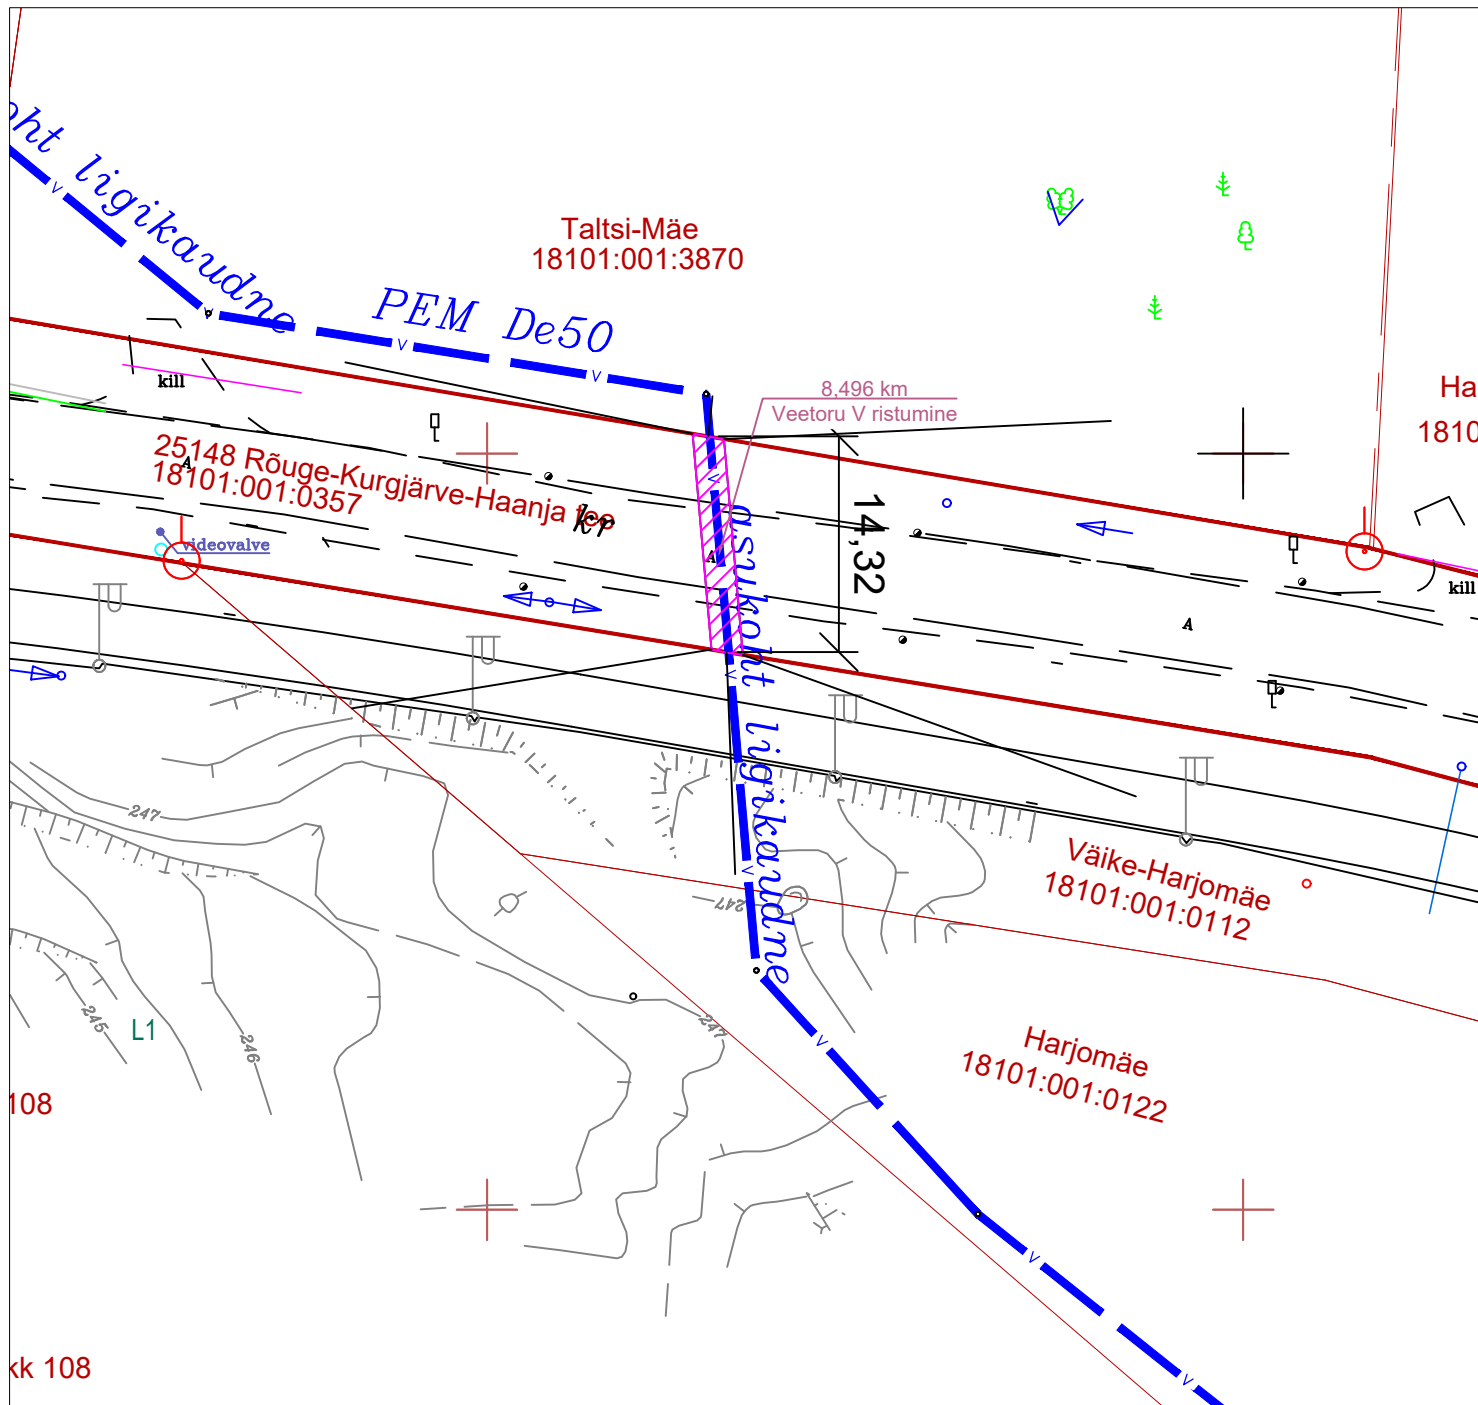 oht ligikaudne
PEM De50
Taltsi-Mäe
18101:001:3870
8,496 km
Veetoru V ristumine
kill
25148 Rõuge-Kurgjärve-Haanja tee
18101:001:0357
A
kr
videovalve
A
14,32
asukoht ligikaudne
Ha
1810
kill
A
Väike-Harjomäe
18101:001:0112
Harjomäe
18101:001:0122
247
247
247
245
246
L1
108
kk 108